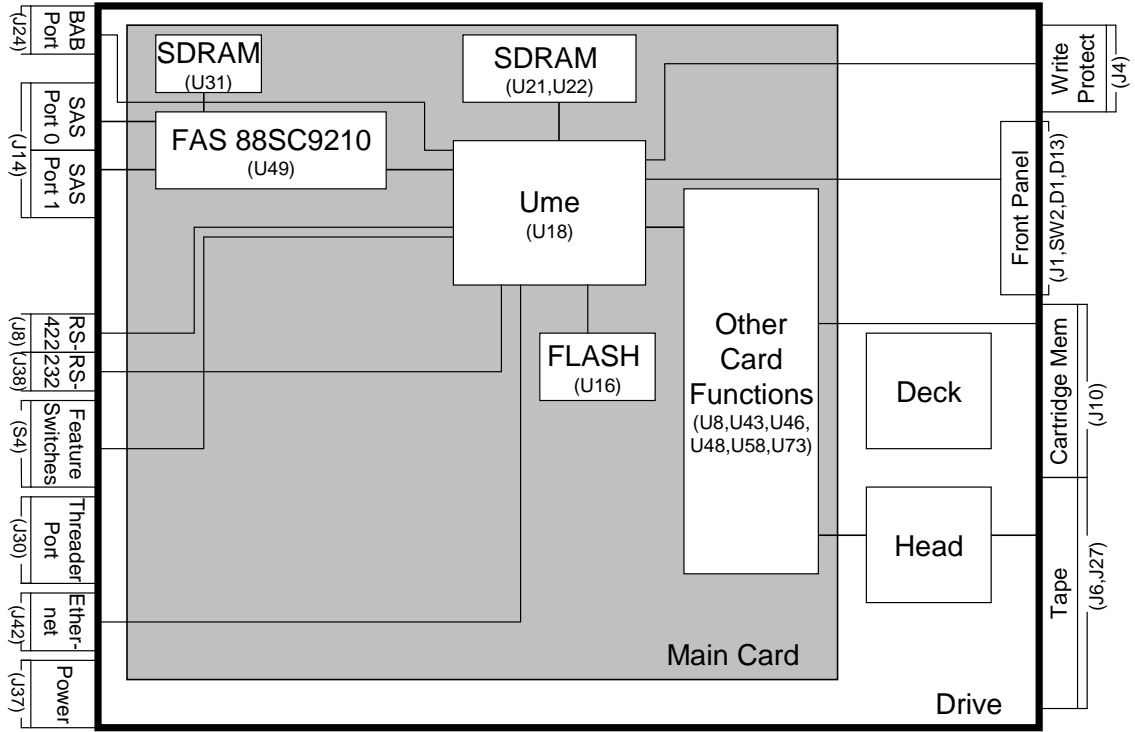 BAB
Port
(J24)
SAS
Port 0
SAS
Port 1
(J14)
RS-
422
(J8)
RS-
232
(J38)
Feature
Switches
(S4)
Threader
Port
(J30)
Ether-
net
(J42)
Power
(J37)
SDRAM
(U31)
SDRAM
(U21,U22)
FAS 88SC9210
(U49)
Ume
(U18)
FLASH
(U16)
Other
Card
Functions
(U8,U43,U46,
U48,U58,U73)
Deck
Head
Main Card
Drive
Write
Protect
(J4)
Front Panel
(J1,SW2,D1,D13)
Cartridge Mem
(J10)
Tape
(J6,J27)